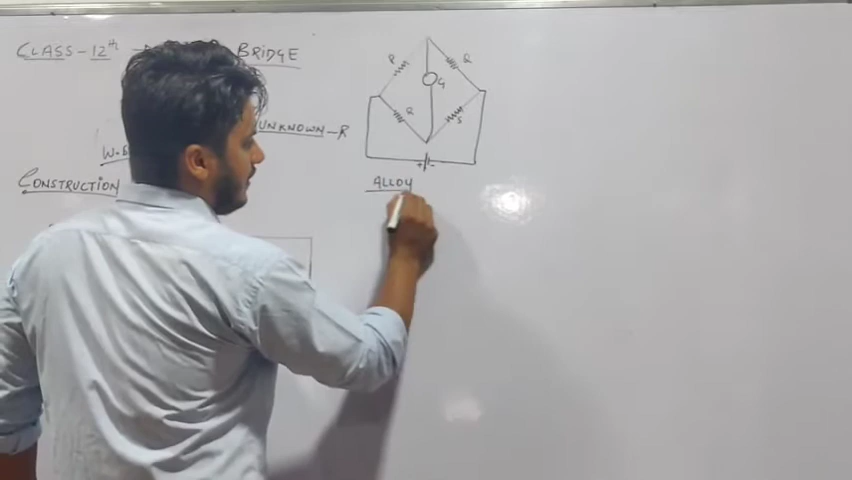 CLASS - 12th BRIDGE
UNKNOWN - R
CONSTRUCTION
P
Q
G
R
S
+ -
ALLOY